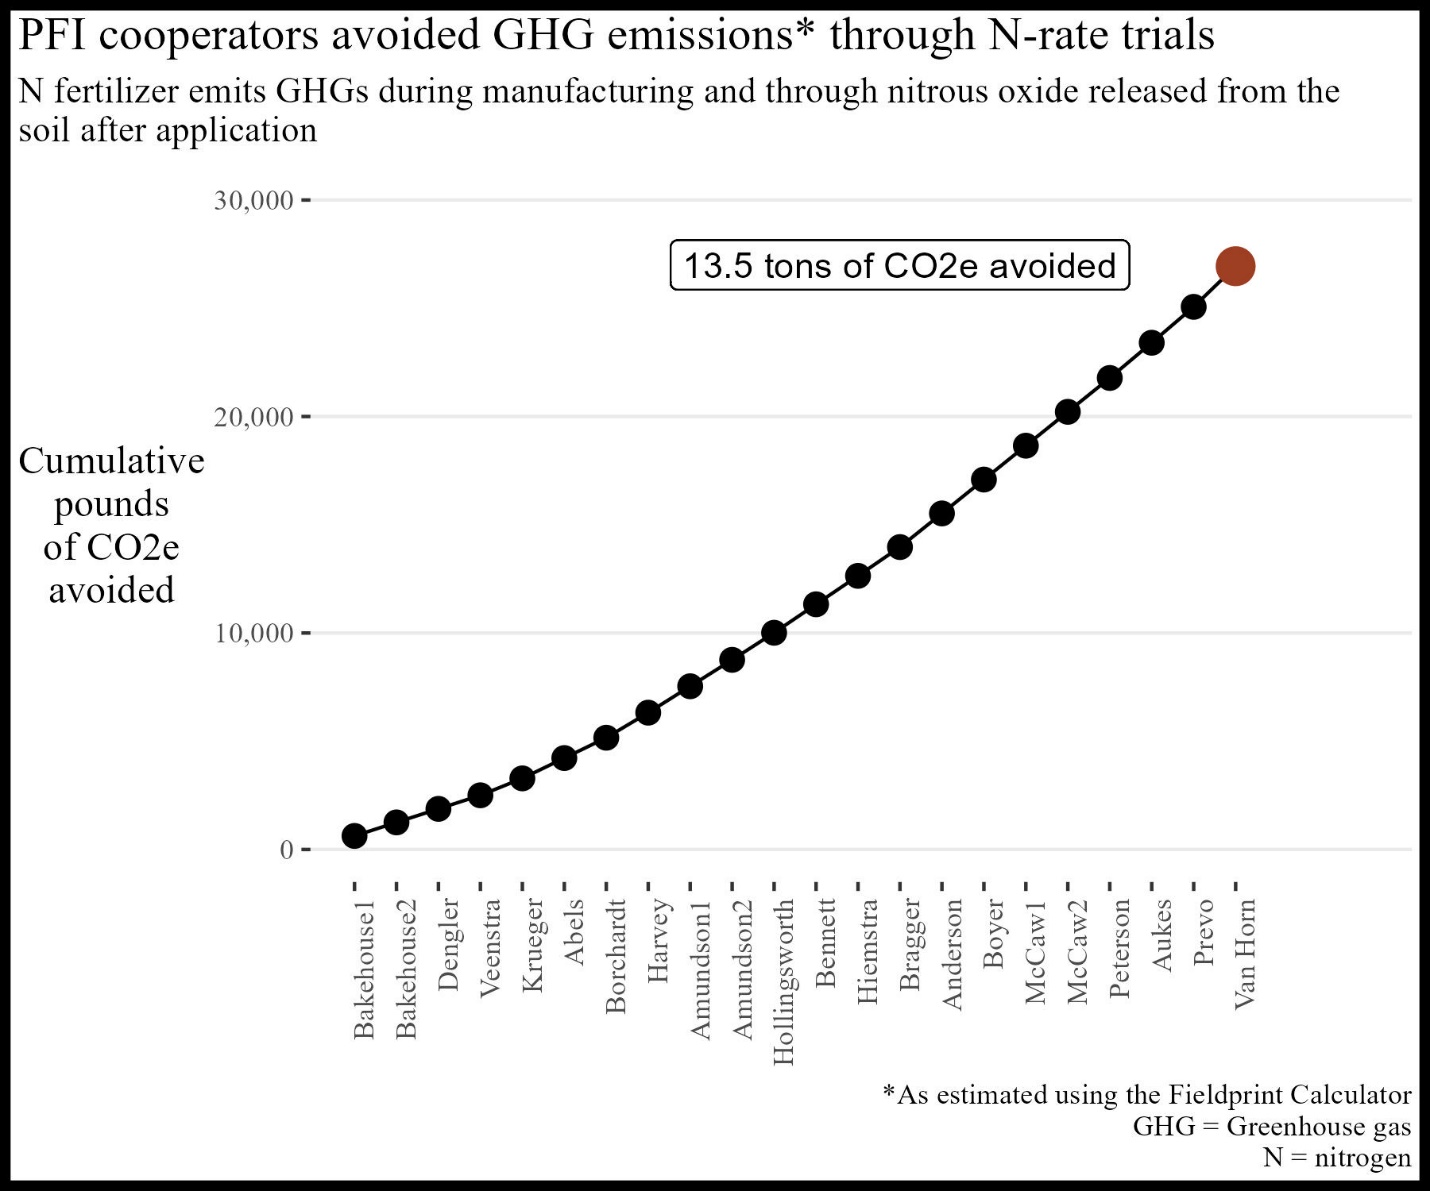 PFI cooperators avoided GHG emissions* through N-rate trials
N fertilizer emits GHGs during manufacturing and through nitrous oxide released from the
soil after application
30,000
13.5 tons of CO2e avoided
20,000
Cumulative
pounds
of CO2e
avoided
10,000
0
Bakehouse1
Bakehouse2
Dengler
Veenstra
Krueger
Abels
Borchardt
Harvey
Amundson1
Amundson2
Hollingsworth
Bennett
Hiemstra
Bragger
Anderson
Boyer
McCaw1
McCaw2
Peterson
Aukes
Prevo
Van Horn
*As estimated using the Fieldprint Calculator
GHG = Greenhouse gas
N = nitrogen